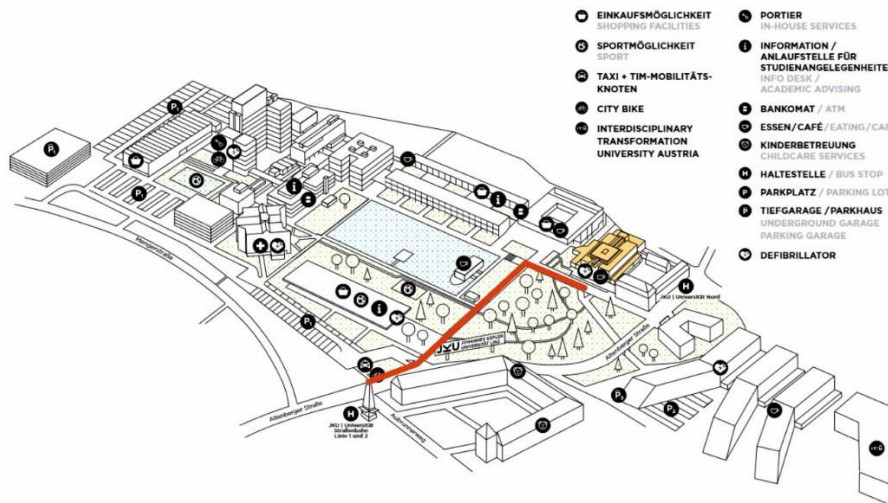 EINKAUFSMÖGLICHKEIT
SHOPPING FACILITIES
SPORTMÖGLICHKEIT
SPORT
TAXI + TIM-MOBILITÄTS-
KNOTEN
CITY BIKE
INTERDISCIPLINARY
TRANSFORMATION
UNIVERSITY AUSTRIA
PORTIER
IN-HOUSE SERVICES
INFORMATION /
ANLAUFSTELLE FÜR
STUDIENANGELEGENHEITE
INFO DESK /
ACADEMIC ADVISING
BANKOMAT / ATM
ESSEN/CAFÉ / EATING/CAF
KINDERBETREUUNG
CHILDCARE SERVICES
H HALTESTELLE / BUS STOP
P PARKPLATZ / PARKING LOT
P TIEFGARAGE / PARKHAUS
UNDERGROUND GARAGE
PARKING GARAGE
DEFIBRILLATOR
Mengerstraße
H
JKU | Universität Nord
Altenberger Straße
JKU JOHANNES KEPLER
UNIVERSITÄT LINZ
Altenberger Straße
Aubrunnerweg
H
JKU | Universität
Straßenbahn
Linie 1 und 2